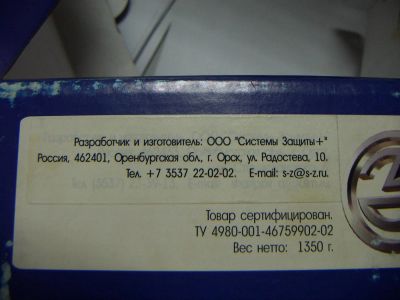 Разработчик и изготовитель: ООО "Системы Защиты+"
Россия, 462401, Оренбургская обл., г. Орск, ул. Радостева, 10.
Тел. +7 3537 22-02-02. E-mail: s-z@s-z.ru.
Товар сертифицирован.
ТУ 4980-001-46759902-02
Вес нетто: 1350 г.